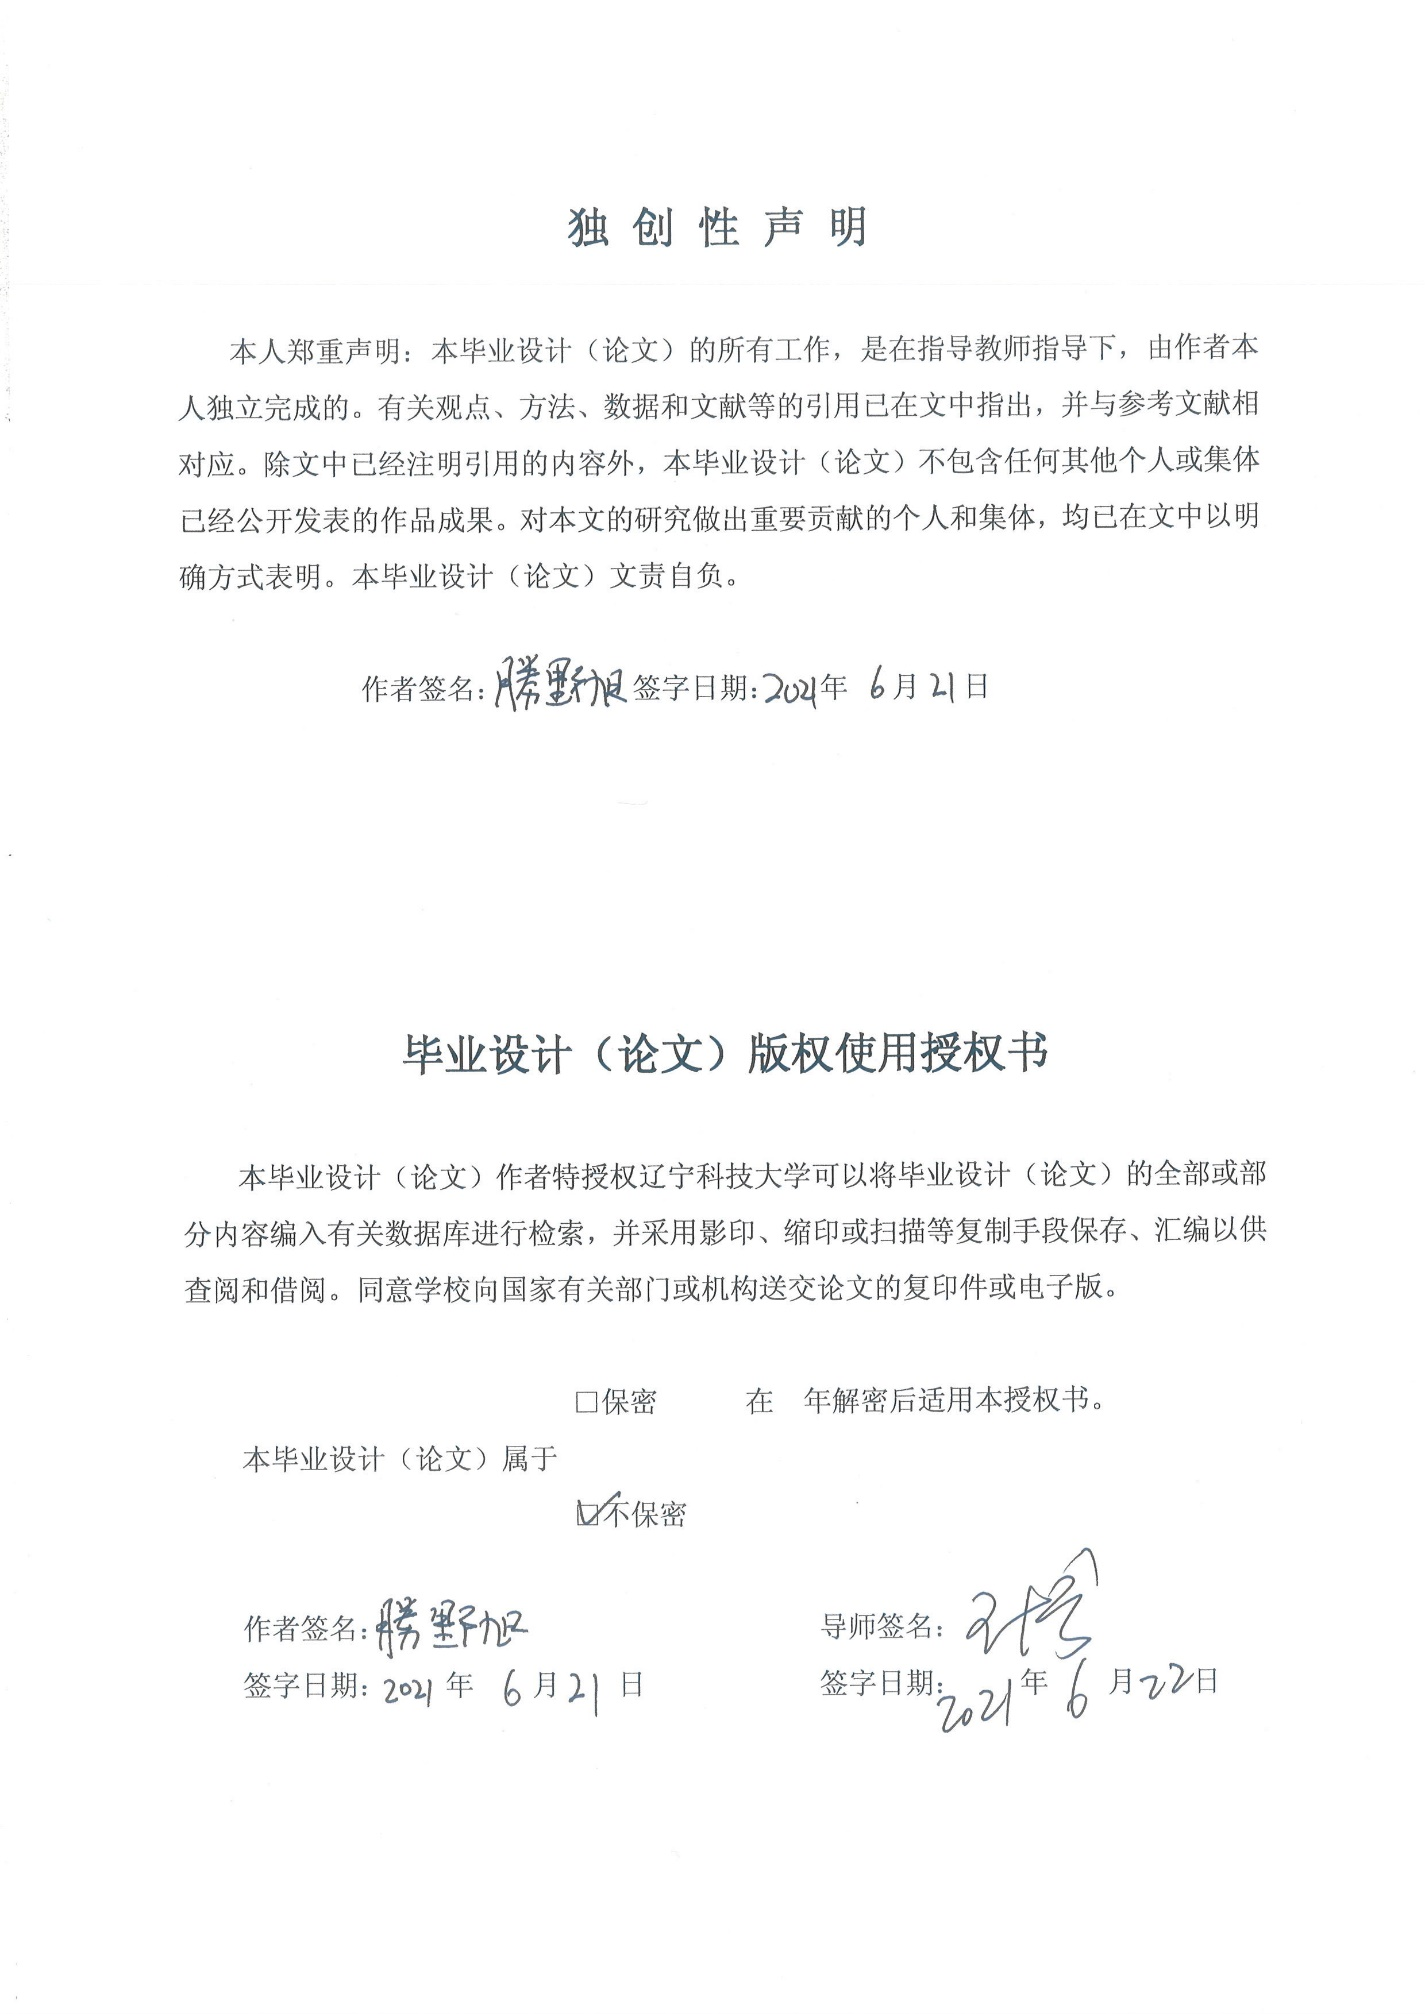 独创性声明
本人郑重声明：本毕业设计（论文）的所有工作，是在指导教师指导下，由作者本
人独立完成的。有关观点、方法、数据和文献等的引用已在文中指出，并与参考文献相
对应。除文中已经注明引用的内容外，本毕业设计（论文）不包含任何其他个人或集体
已经公开发表的作品成果。对本文的研究做出重要贡献的个人和集体，均已在文中以明
确方式表明。本毕业设计（论文）文责自负。
作者签名：勝野旭 签字日期：2021年 6月21日
毕业设计（论文）版权使用授权书
本毕业设计（论文）作者特授权辽宁科技大学可以将毕业设计（论文）的全部或部
分内容编入有关数据库进行检索，并采用影印、缩印或扫描等复制手段保存、汇编以供
查阅和借阅。同意学校向国家有关部门或机构送交论文的复印件或电子版。
□保密 在 年解密后适用本授权书。
本毕业设计（论文）属于
☑不保密
作者签名：勝野旭 导师签名：
签字日期：2021年 6月21日 签字日期：2021年6月22日